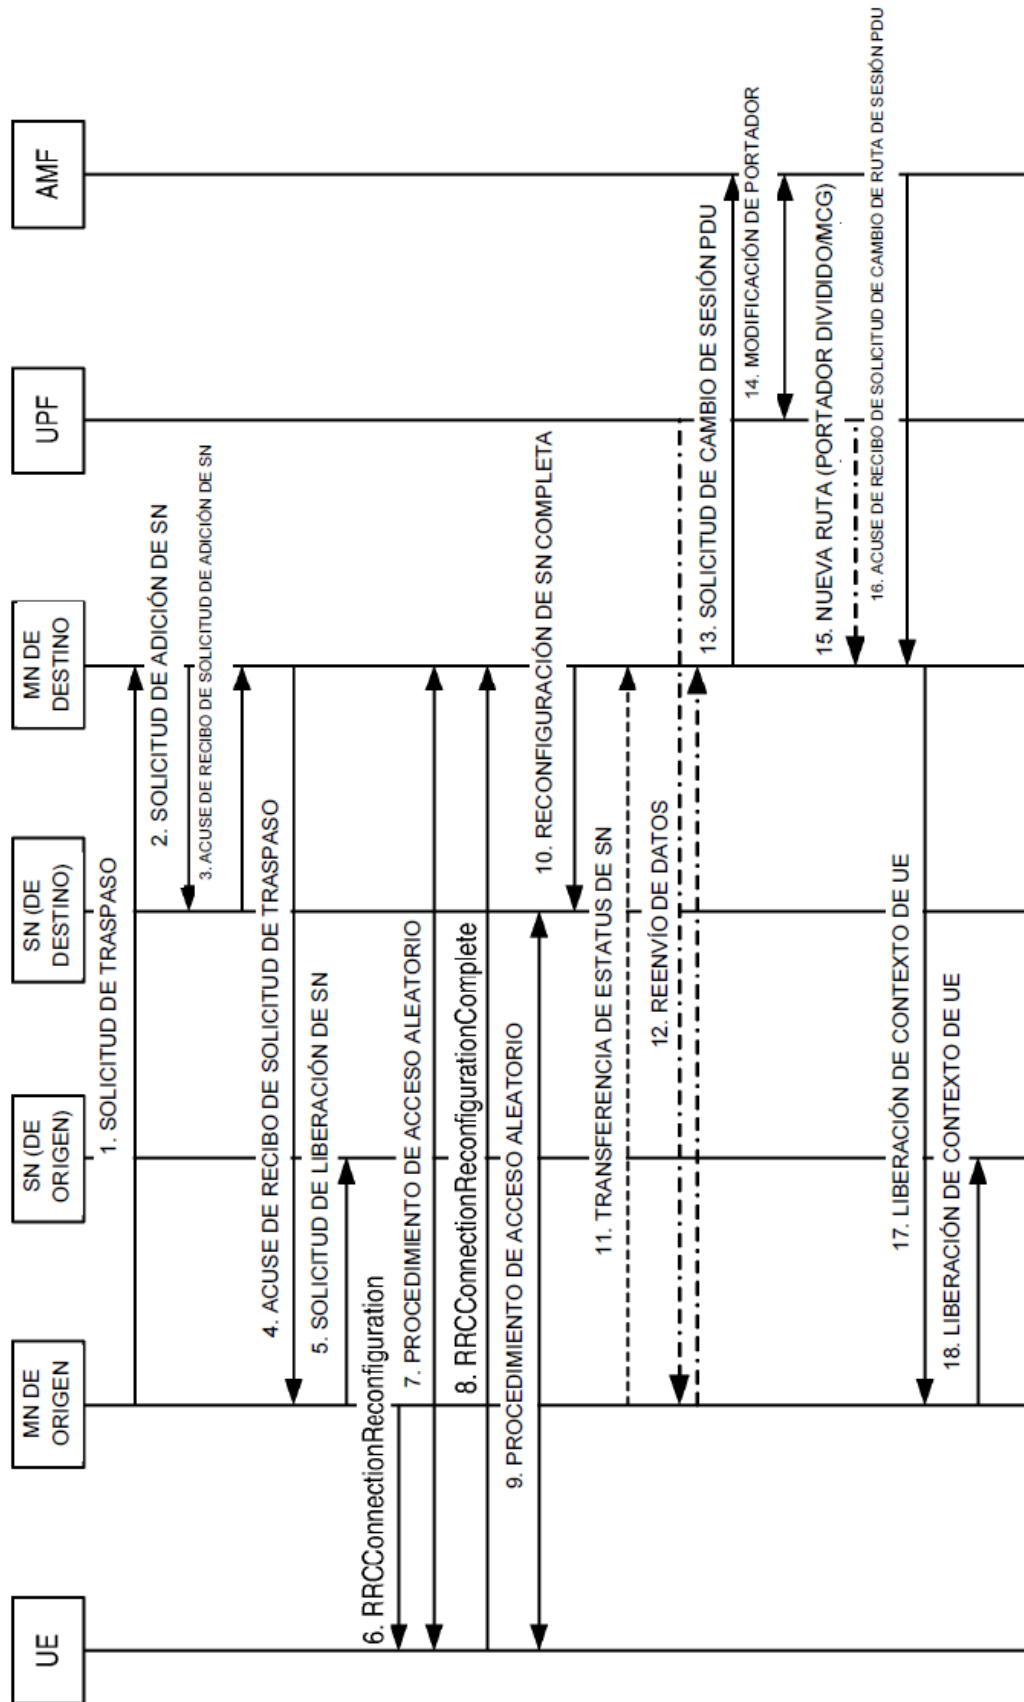 UE
MN DE
ORIGEN
SN (DE
ORIGEN)
SN (DE
DESTINO)
MN DE
DESTINO
UPF
AMF
1. SOLICITUD DE TRASPASO
2. SOLICITUD DE ADICIÓN DE SN
3. ACUSE DE RECIBO DE SOLICITUD DE ADICIÓN DE SN
4. ACUSE DE RECIBO DE SOLICITUD DE TRASPASO
5. SOLICITUD DE LIBERACIÓN DE SN
6. RRCConnectionReconfiguration
7. PROCEDIMIENTO DE ACCESO ALEATORIO
8. RRCConnectionReconfigurationComplete
9. PROCEDIMIENTO DE ACCESO ALEATORIO
10. RECONFIGURACIÓN DE SN COMPLETA
11. TRANSFERENCIA DE ESTATUS DE SN
12. REENVÍO DE DATOS
13. SOLICITUD DE CAMBIO DE SESIÓN PDU
14. MODIFICACIÓN DE PORTADOR
15. NUEVA RUTA (PORTADOR DIVIDIDO/MCG)
16. ACUSE DE RECIBO DE SOLICITUD DE CAMBIO DE RUTA DE SESIÓN PDU
17. LIBERACIÓN DE CONTEXTO DE UE
18. LIBERACIÓN DE CONTEXTO DE UE